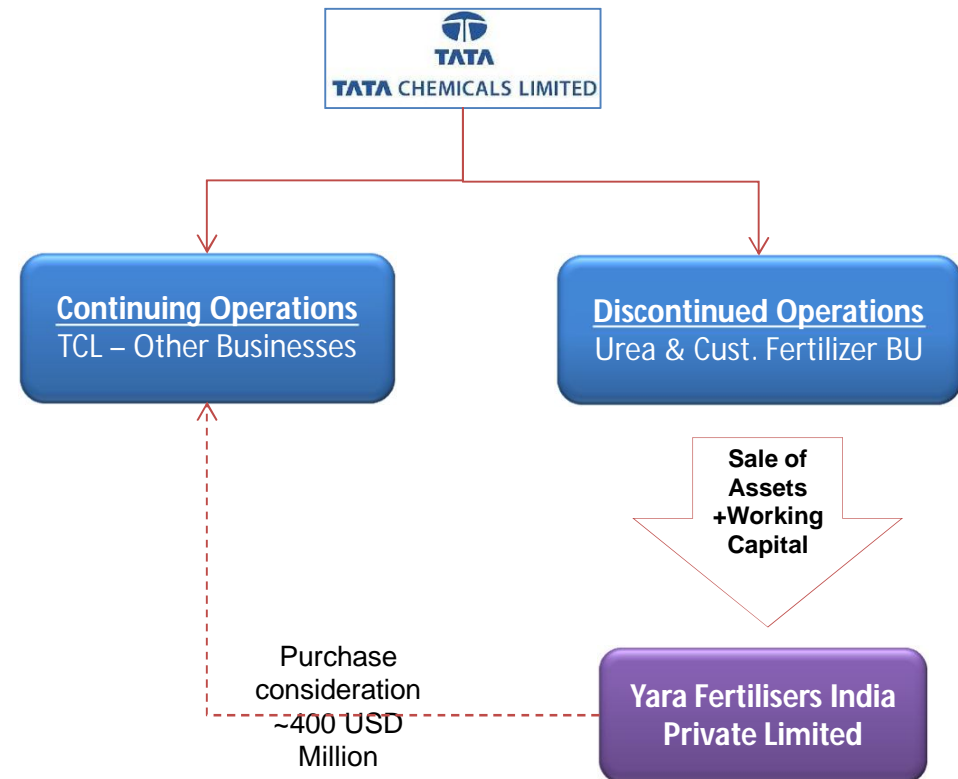 TATA
TATA CHEMICALS LIMITED
Continuing Operations
TCL – Other Businesses
Discontinued Operations
Urea & Cust. Fertilizer BU
Sale of
Assets
+Working
Capital
Purchase
consideration
~400 USD
Million
Yara Fertilisers India
Private Limited